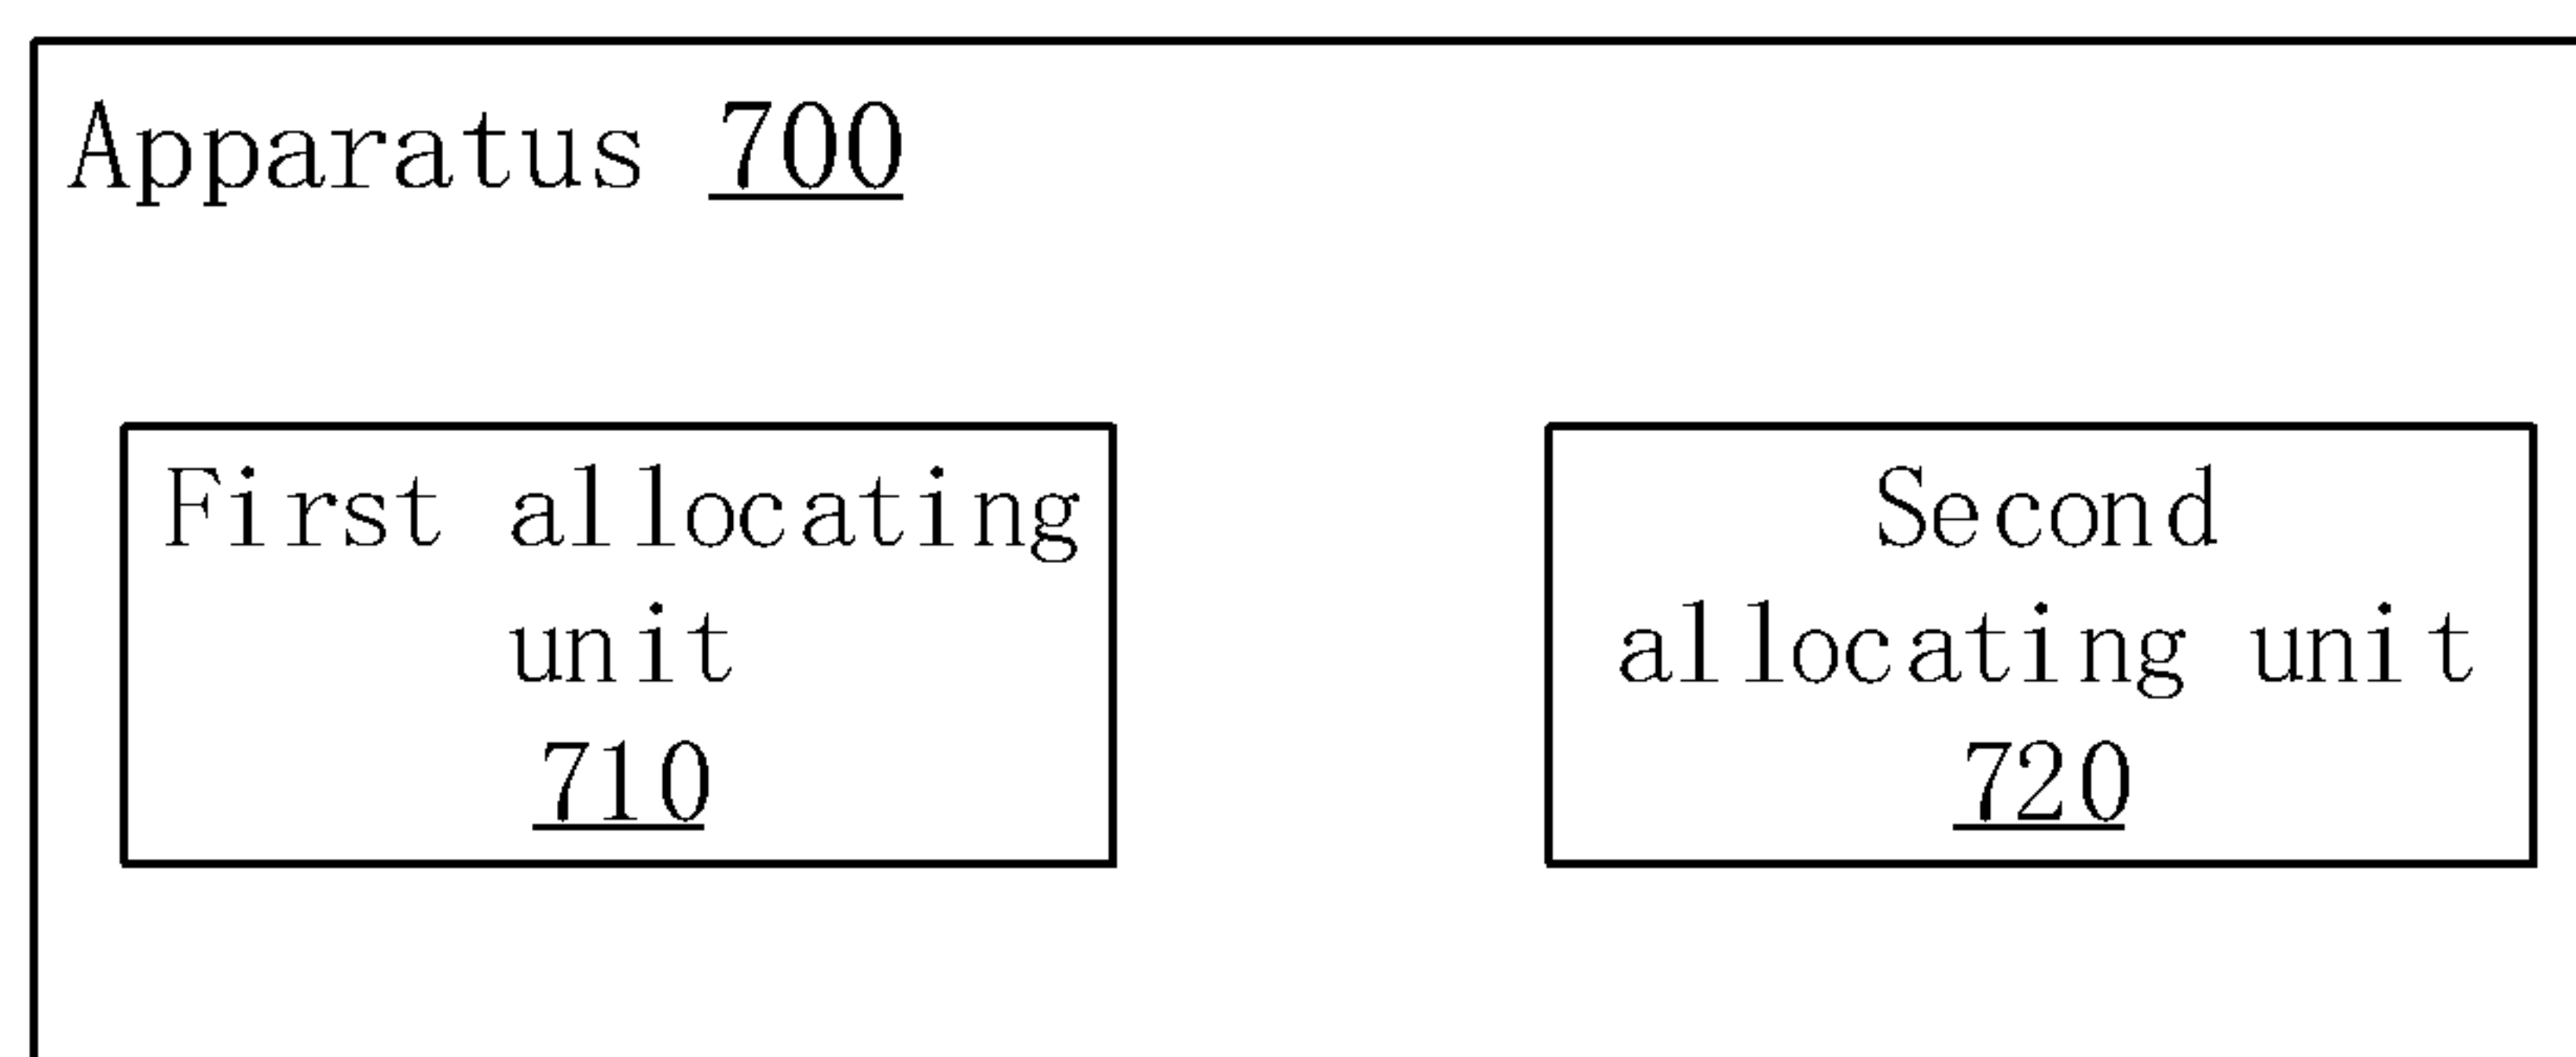 Apparatus 700
First allocating
unit
710
Second
allocating unit
720